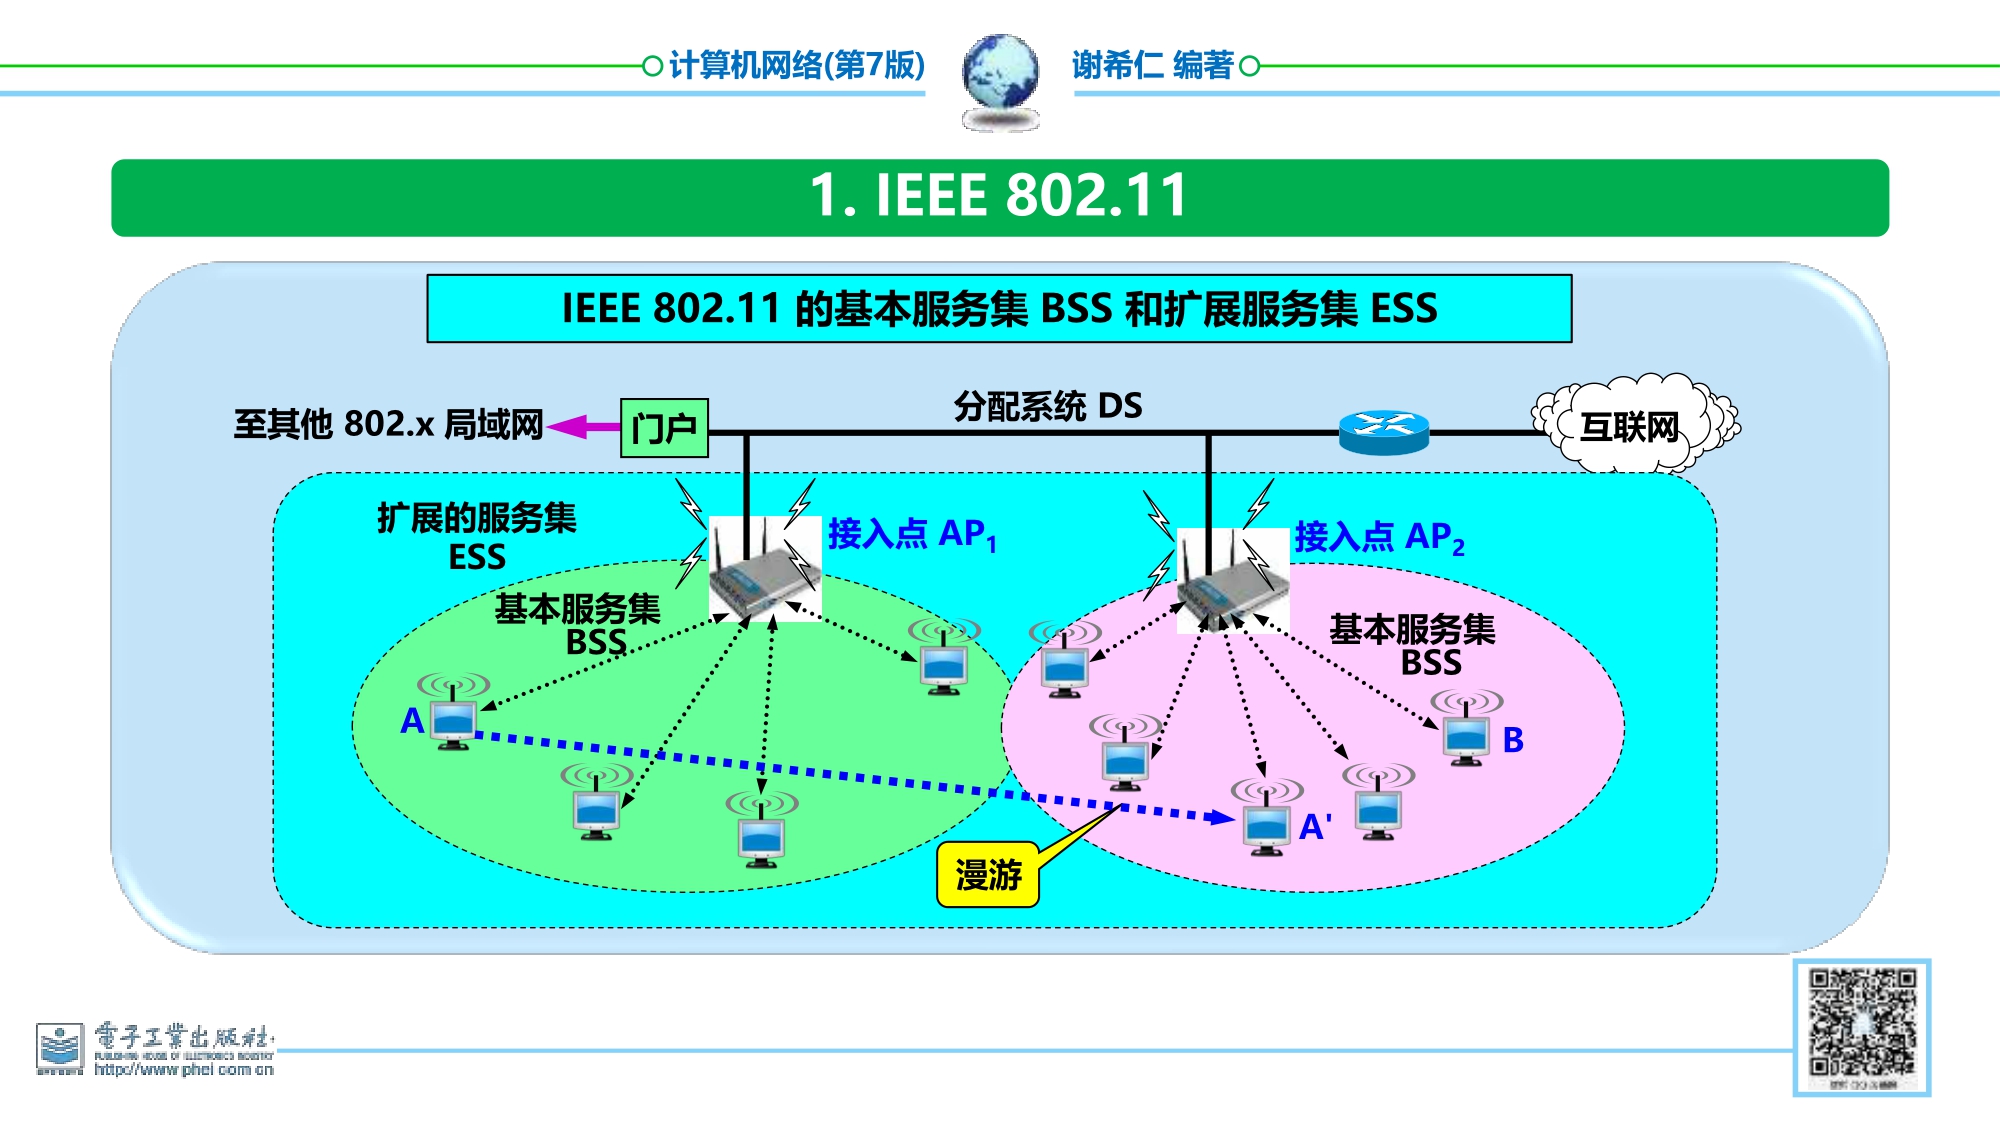 计算机网络(第7版)
谢希仁 编著
1. IEEE 802.11
IEEE 802.11 的基本服务集 BSS 和扩展服务集 ESS
至其他 802.x 局域网
门户
分配系统 DS
互联网
扩展的服务集
ESS
接入点 AP₁
接入点 AP₂
基本服务集
BSS
基本服务集
BSS
A
B
A'
漫游
電子工業出版社
PUBLISHING HOUSE OF ELECTRONICS INDUSTRY
http://www.phei.com.cn